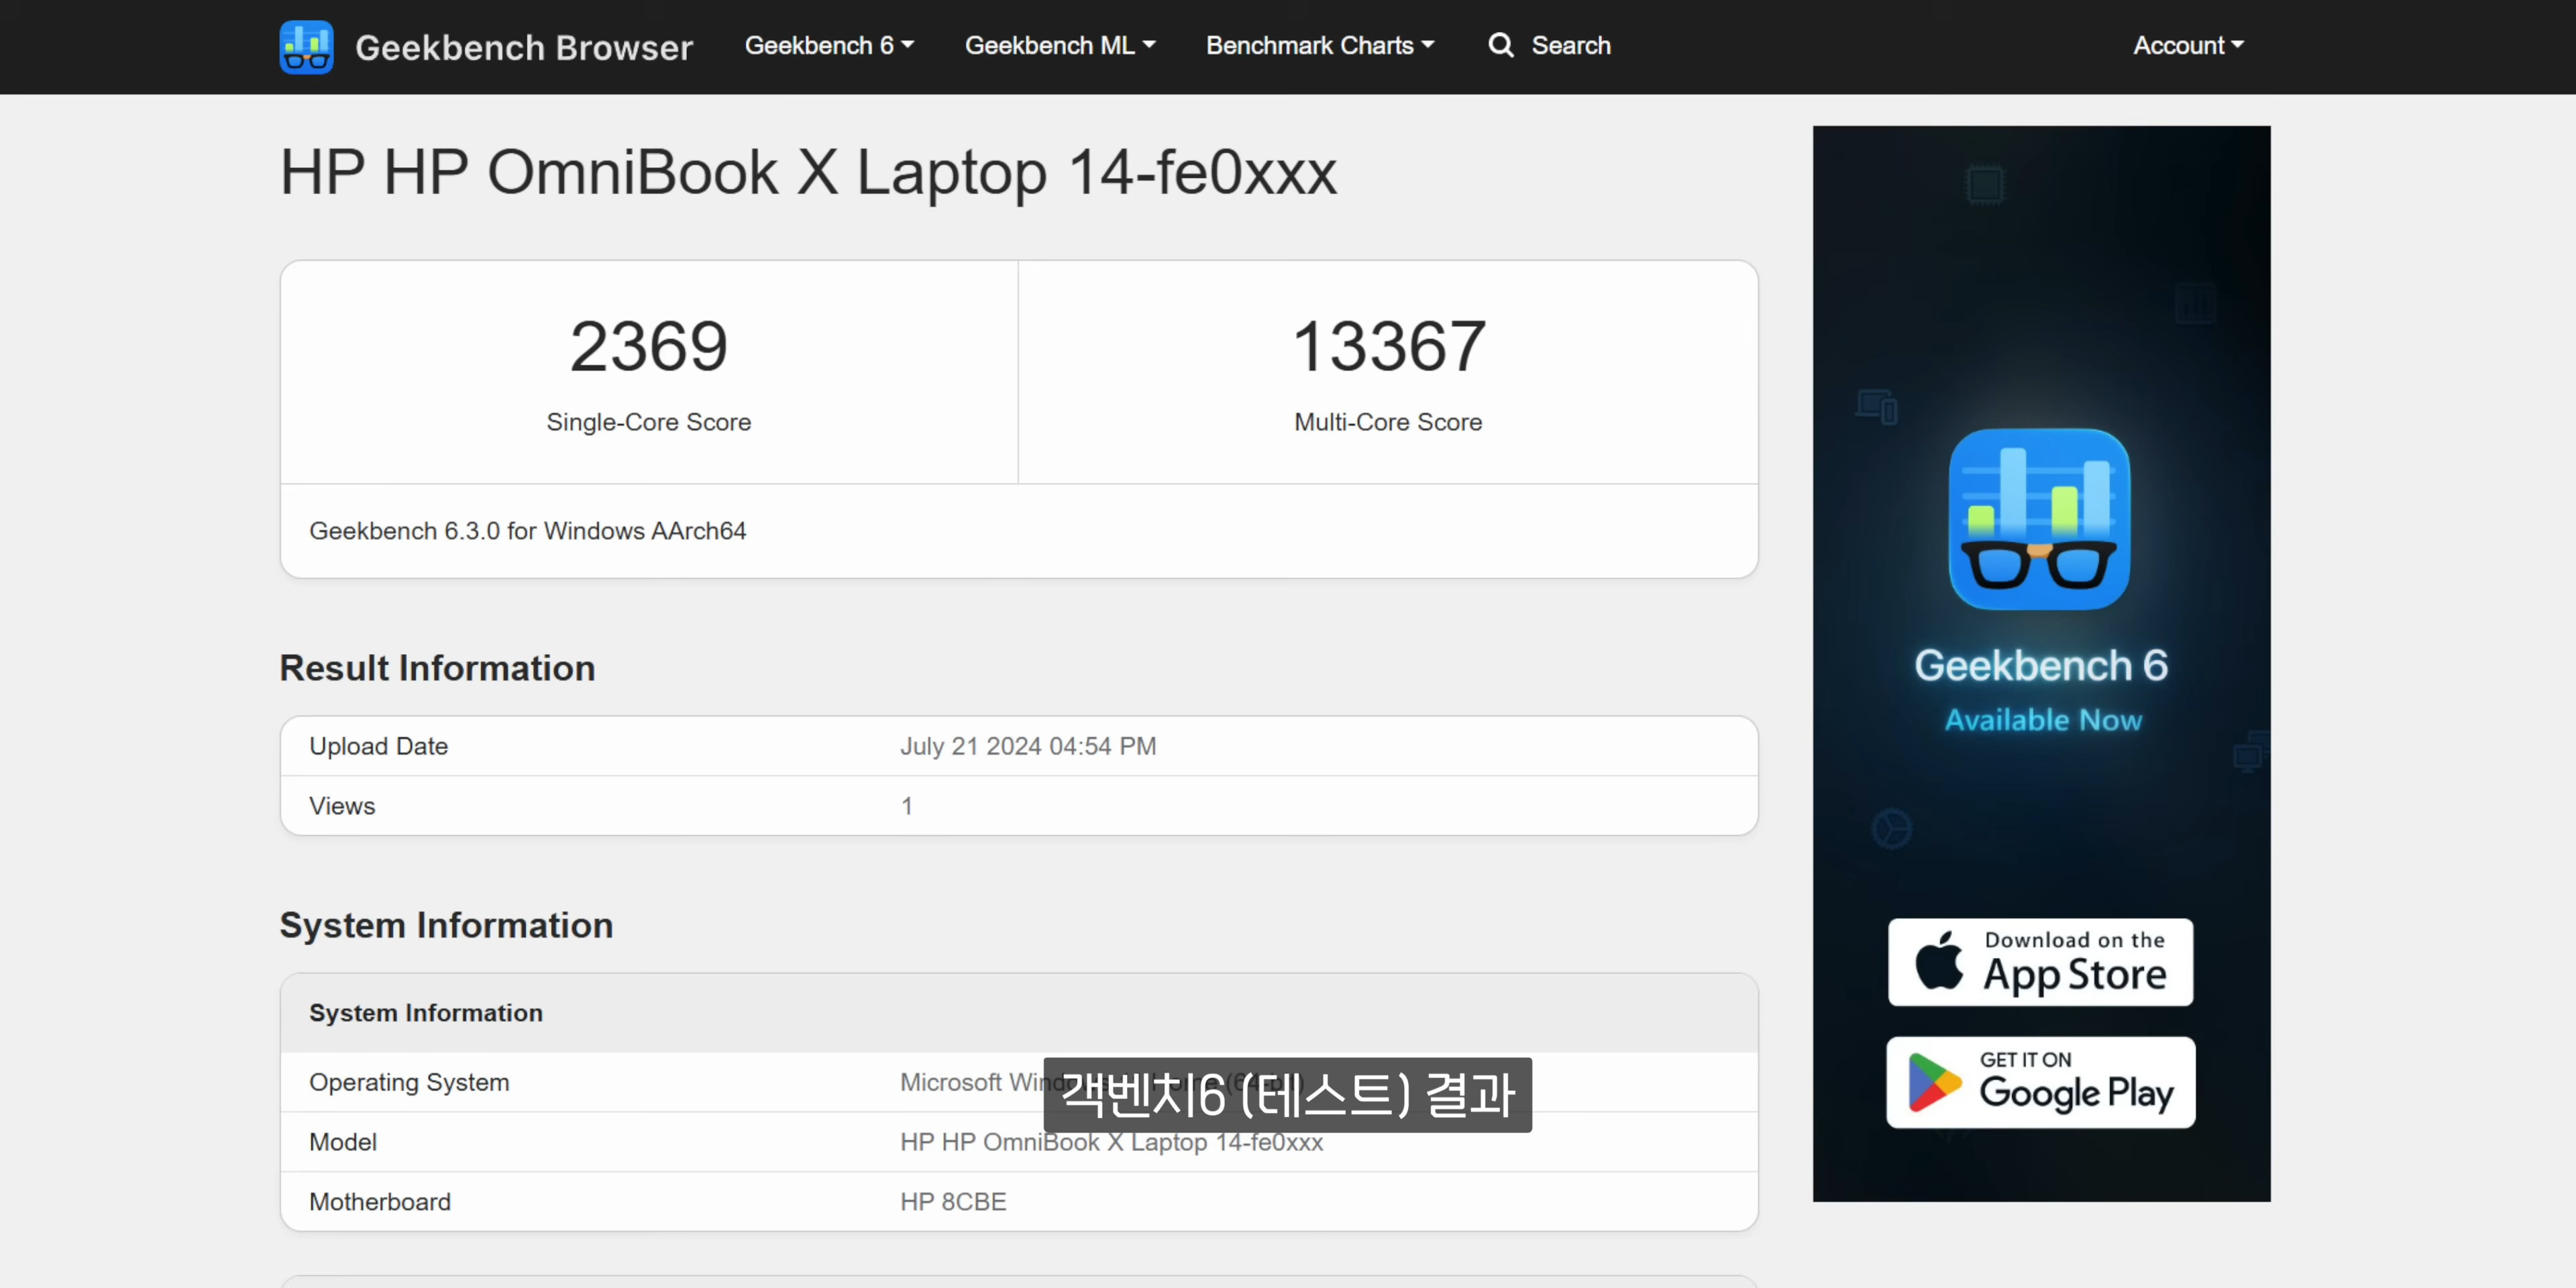 Geekbench Browser
Geekbench 6
Geekbench ML
Benchmark Charts
Search
Account
HP HP OmniBook X Laptop 14-fe0xxx
2369
Single-Core Score
13367
Multi-Core Score
Geekbench 6.3.0 for Windows AArch64
Result Information
Upload Date July 21 2024 04:54 PM
Views 1
System Information
System Information
Operating System Microsoft
긱벤치6 (테스트) 결과
Model HP HP OmniBook X Laptop 14-fe0xxx
Motherboard HP 8CBE
Geekbench 6
Available Now
Download on the
App Store
GET IT ON
Google Play